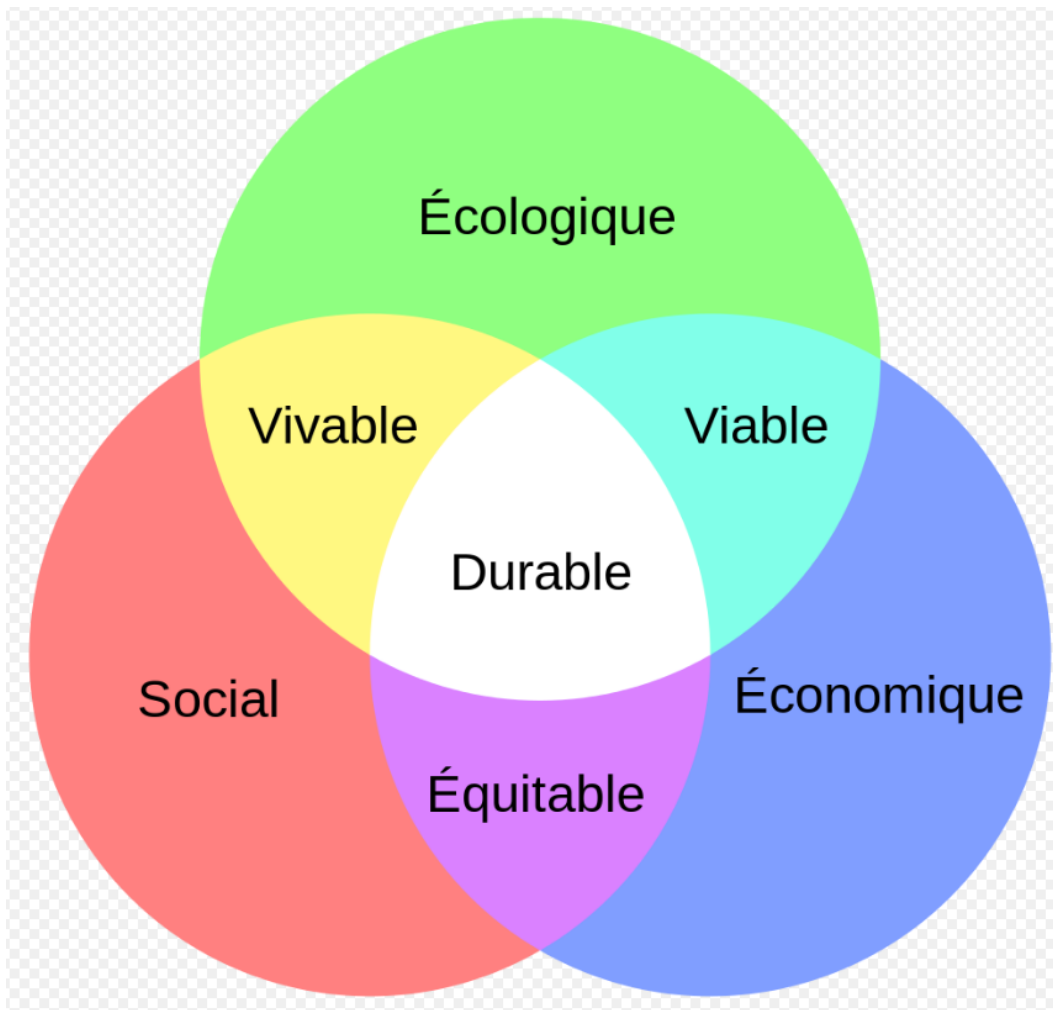 Écologique
Vivable
Viable
Durable
Social
Économique
Équitable